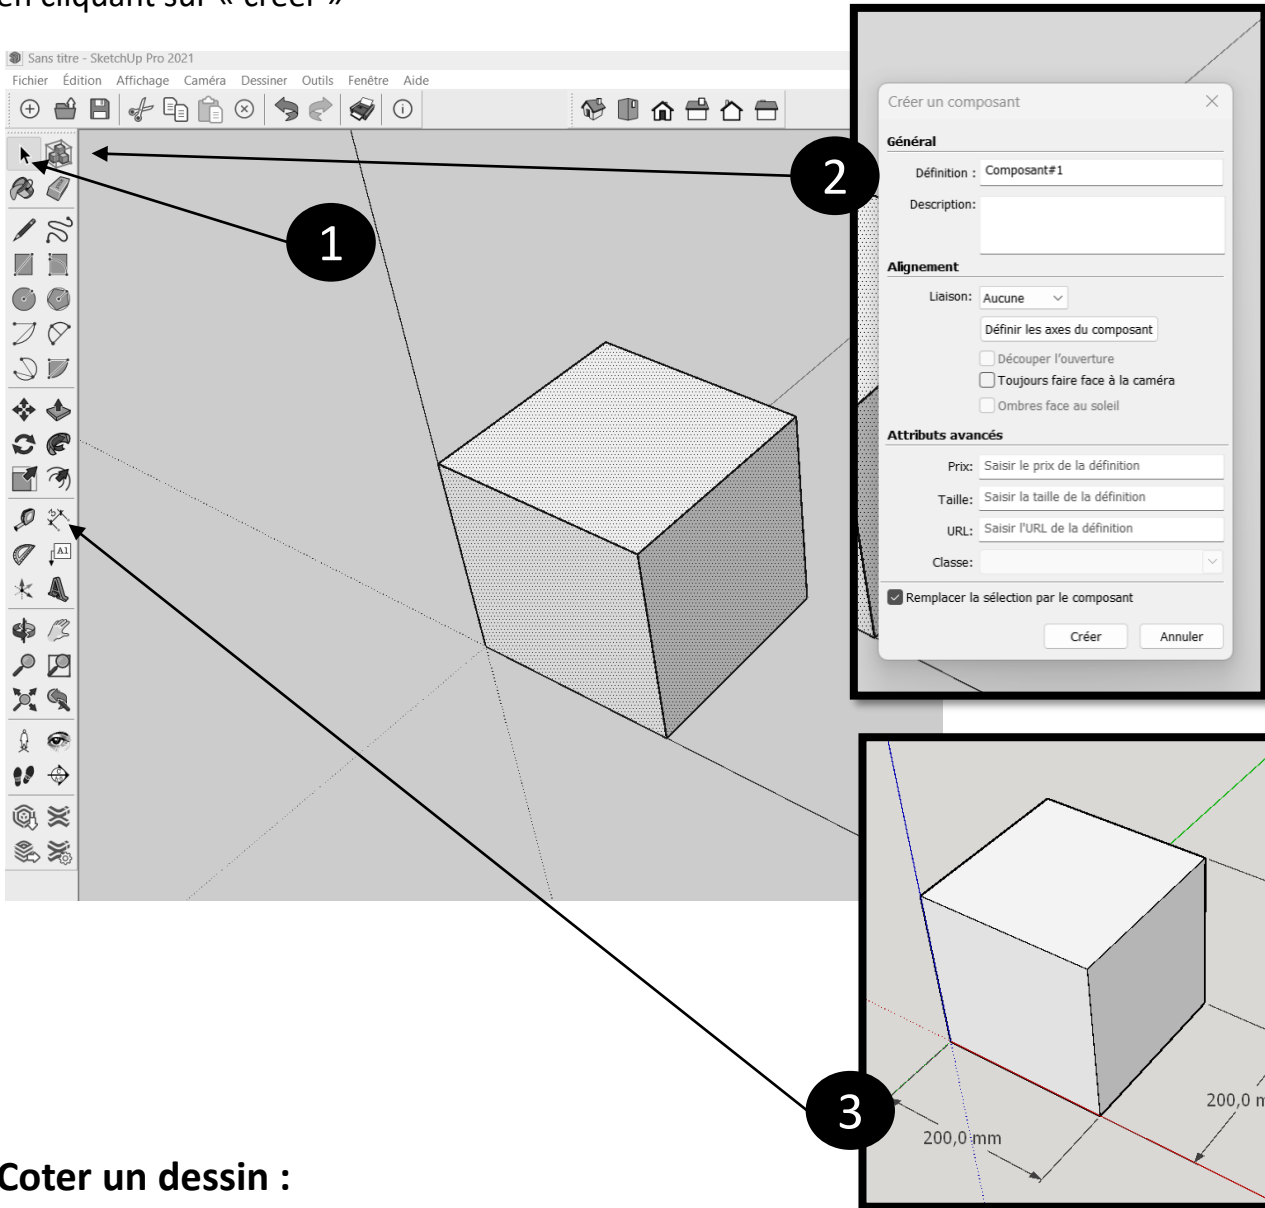 en cliquant sur « créer »
Sans titre - SketchUp Pro 2021
Fichier Édition Affichage Caméra Dessiner Outils Fenêtre Aide
1
2
Créer un composant
Général
Définition : Composant#1
Description:
Alignement
Liaison: Aucune
Définir les axes du composant
Découper l'ouverture
Toujours faire face à la caméra
Ombres face au soleil
Attributs avancés
Prix: Saisir le prix de la définition
Taille: Saisir la taille de la définition
URL: Saisir l'URL de la définition
Classe:
Remplacer la sélection par le composant
Créer Annuler
A1
3
200,0 mm
200,0 m
Coter un dessin :